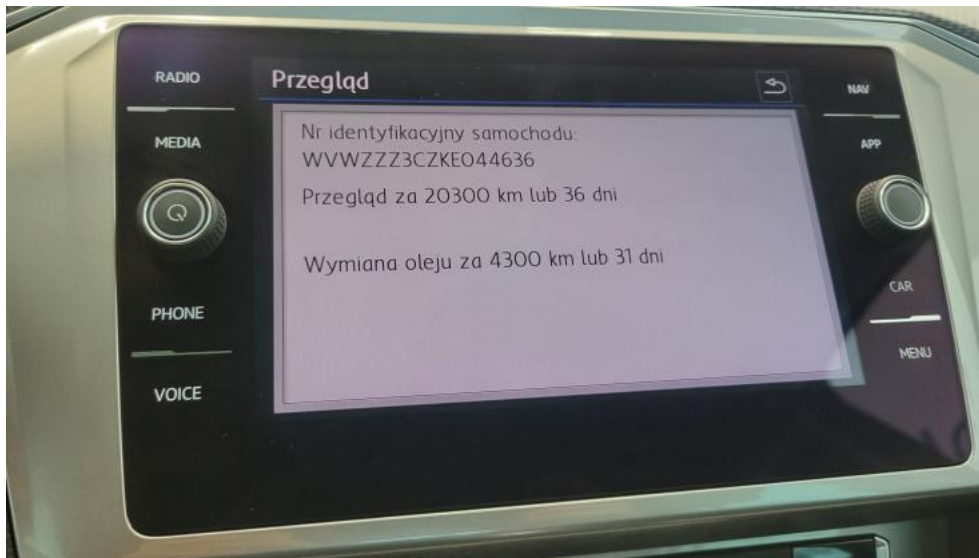 RADIO
MEDIA
PHONE
VOICE
Przegląd
Nr identyfikacyjny samochodu:
WVWZZZ3CZKE044636
Przegląd za 20300 km lub 36 dni
Wymiana oleju za 4300 km lub 31 dni
NAV
APP
CAR
MENU